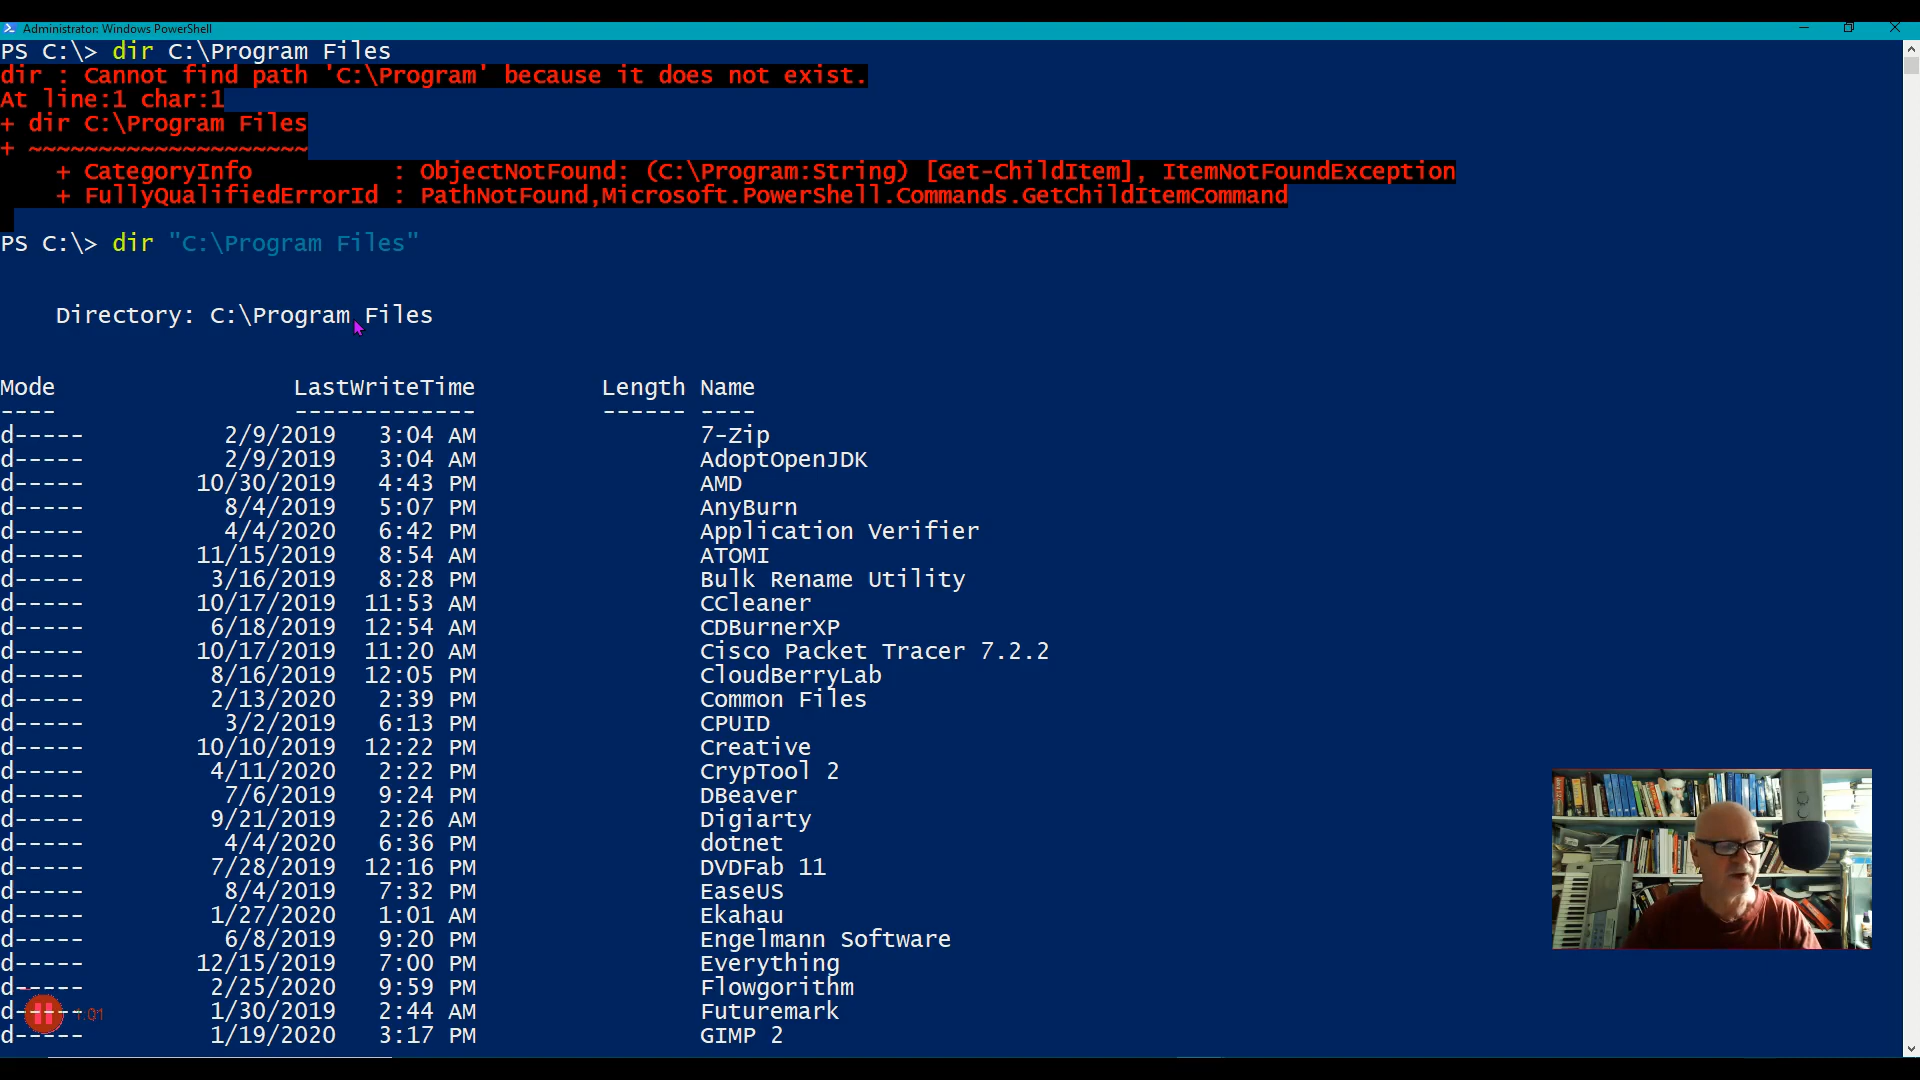 Administrator: Windows PowerShell
PS C:\> dir C:\Program Files
dir : Cannot find path 'C:\Program' because it does not exist.
At line:1 char:1
+ dir C:\Program Files
+ ~~~~~~~~~~~~~~~~~~~~
+ CategoryInfo : ObjectNotFound: (C:\Program:String) [Get-ChildItem], ItemNotFoundException
+ FullyQualifiedErrorId : PathNotFound,Microsoft.PowerShell.Commands.GetChildItemCommand
PS C:\> dir "C:\Program Files"
Directory: C:\Program Files
Mode LastWriteTime Length Name
---- ------------- ------ ----
d----- 2/9/2019 3:04 AM 7-Zip
d----- 2/9/2019 3:04 AM AdoptOpenJDK
d----- 10/30/2019 4:43 PM AMD
d----- 8/4/2019 5:07 PM AnyBurn
d----- 4/4/2020 6:42 PM Application Verifier
d----- 11/15/2019 8:54 AM ATOMI
d----- 3/16/2019 8:28 PM Bulk Rename Utility
d----- 10/17/2019 11:53 AM CCleaner
d----- 6/18/2019 12:54 AM CDBurnerXP
d----- 10/17/2019 11:20 AM Cisco Packet Tracer 7.2.2
d----- 8/16/2019 12:05 PM CloudBerryLab
d----- 2/13/2020 2:39 PM Common Files
d----- 3/2/2019 6:13 PM CPUID
d----- 10/10/2019 12:22 PM Creative
d----- 4/11/2020 2:22 PM CrypTool 2
d----- 7/6/2019 9:24 PM DBeaver
d----- 9/21/2019 2:26 AM Digiarty
d----- 4/4/2020 6:36 PM dotnet
d----- 7/28/2019 12:16 PM DVDFab 11
d----- 8/4/2019 7:32 PM EaseUS
d----- 1/27/2020 1:01 AM Ekahau
d----- 6/8/2019 9:20 PM Engelmann Software
d----- 12/15/2019 7:00 PM Everything
d----- 2/25/2020 9:59 PM Flowgorithm
d----- 1/30/2019 2:44 AM Futuremark
1:01
d----- 1/19/2020 3:17 PM GIMP 2